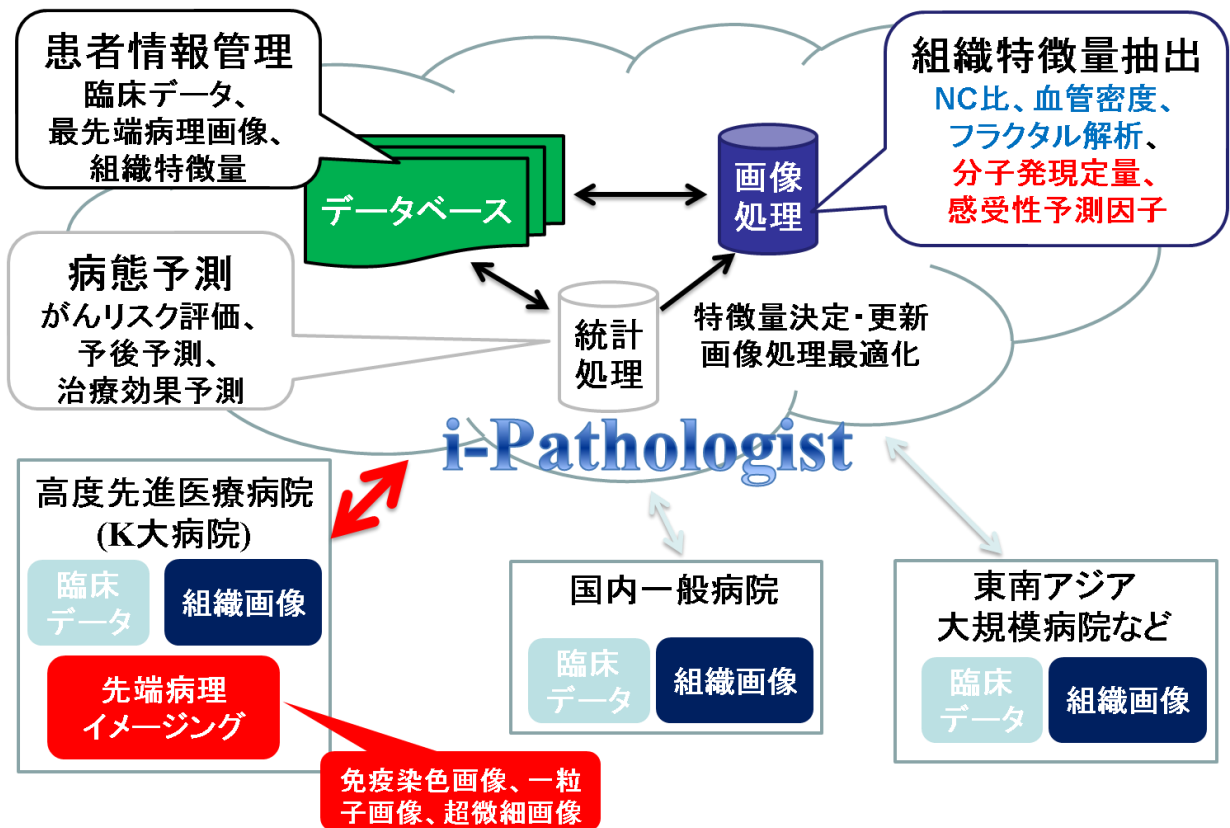 患者情報管理
臨床データ、
最先端病理画像、
組織特徴量
組織特徴量抽出
NC比、血管密度、
フラクタル解析、
分子発現定量、
感受性予測因子
データベース
画像
処理
病態予測
がんリスク評価、
予後予測、
治療効果予測
統計
処理
特徴量決定・更新
画像処理最適化
i-Pathologist
高度先進医療病院
(K大病院)
臨床
データ
組織画像
先端病理
イメージング
免疫染色画像、一粒
子画像、超微細画像
国内一般病院
臨床
データ
組織画像
東南アジア
大規模病院など
臨床
データ
組織画像